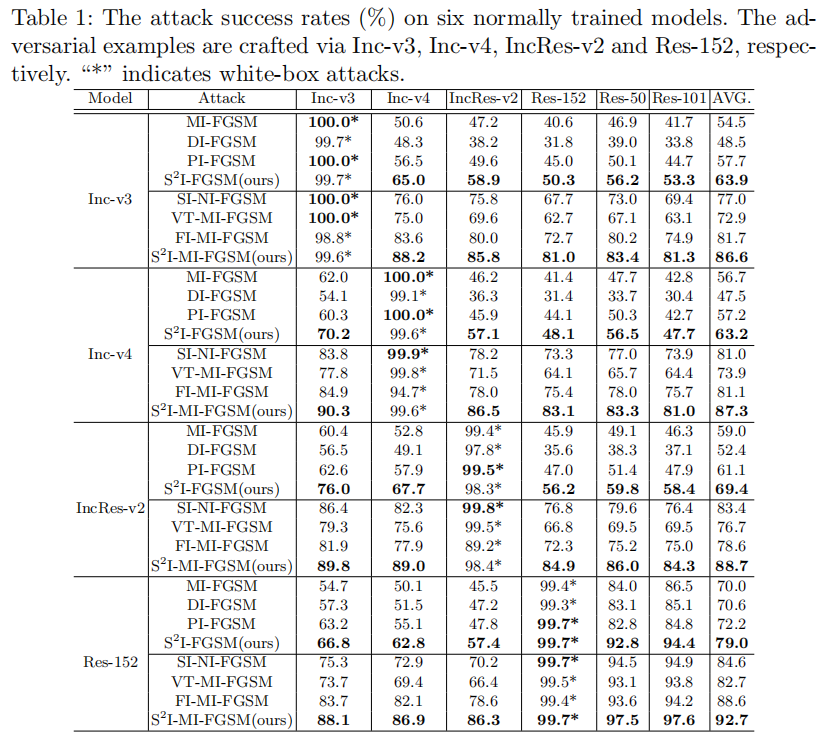 Table 1: The attack success rates (%) on six normally trained models. The ad-
versarial examples are crafted via Inc-v3, Inc-v4, IncRes-v2 and Res-152, respec-
tively. “*” indicates white-box attacks.
Model Attack Inc-v3 Inc-v4 IncRes-v2 Res-152 Res-50 Res-101 AVG.
MI-FGSM 100.0* 50.6 47.2 40.6 46.9 41.7 54.5
DI-FGSM 99.7* 48.3 38.2 31.8 39.0 33.8 48.5
PI-FGSM 100.0* 56.5 49.6 45.0 50.1 44.7 57.7
S²I-FGSM(ours) 99.7* 65.0 58.9 50.3 56.2 53.3 63.9
Inc-v3 SI-NI-FGSM 100.0* 76.0 75.8 67.7 73.0 69.4 77.0
VT-MI-FGSM 100.0* 75.0 69.6 62.7 67.1 63.1 72.9
FI-MI-FGSM 98.8* 83.6 80.0 72.7 80.2 74.9 81.7
S²I-MI-FGSM(ours) 99.6* 88.2 85.8 81.0 83.4 81.3 86.6
MI-FGSM 62.0 100.0* 46.2 41.4 47.7 42.8 56.7
DI-FGSM 54.1 99.1* 36.3 31.4 33.7 30.4 47.5
PI-FGSM 60.3 100.0* 45.9 44.1 50.3 42.7 57.2
S²I-FGSM(ours) 70.2 99.6* 57.1 48.1 56.5 47.7 63.2
Inc-v4 SI-NI-FGSM 83.8 99.9* 78.2 73.3 77.0 73.9 81.0
VT-MI-FGSM 77.8 99.8* 71.5 64.1 65.7 64.4 73.9
FI-MI-FGSM 84.9 94.7* 78.0 75.4 78.0 75.7 81.1
S²I-MI-FGSM(ours) 90.3 99.6* 86.5 83.1 83.3 81.0 87.3
MI-FGSM 60.4 52.8 99.4* 45.9 49.1 46.3 59.0
DI-FGSM 56.5 49.1 97.8* 35.6 38.3 37.1 52.4
PI-FGSM 62.6 57.9 99.5* 47.0 51.4 47.9 61.1
S²I-FGSM(ours) 76.0 67.7 98.3* 56.2 59.8 58.4 69.4
IncRes-v2 SI-NI-FGSM 86.4 82.3 99.8* 76.8 79.6 76.4 83.4
VT-MI-FGSM 79.3 75.6 99.5* 66.8 69.5 69.5 76.7
FI-MI-FGSM 81.9 77.9 89.2* 72.3 75.2 75.0 78.6
S²I-MI-FGSM(ours) 89.8 89.0 98.4* 84.9 86.0 84.3 88.7
MI-FGSM 54.7 50.1 45.5 99.4* 84.0 86.5 70.0
DI-FGSM 57.3 51.5 47.2 99.3* 83.1 85.1 70.6
PI-FGSM 63.2 55.1 47.8 99.7* 82.8 84.8 72.2
S²I-FGSM(ours) 66.8 62.8 57.4 99.7* 92.8 94.4 79.0
Res-152 SI-NI-FGSM 75.3 72.9 70.2 99.7* 94.5 94.9 84.6
VT-MI-FGSM 73.7 69.4 66.4 99.5* 93.1 93.8 82.7
FI-MI-FGSM 83.7 82.1 78.6 99.4* 93.6 94.2 88.6
S²I-MI-FGSM(ours) 88.1 86.9 86.3 99.7* 97.5 97.6 92.7